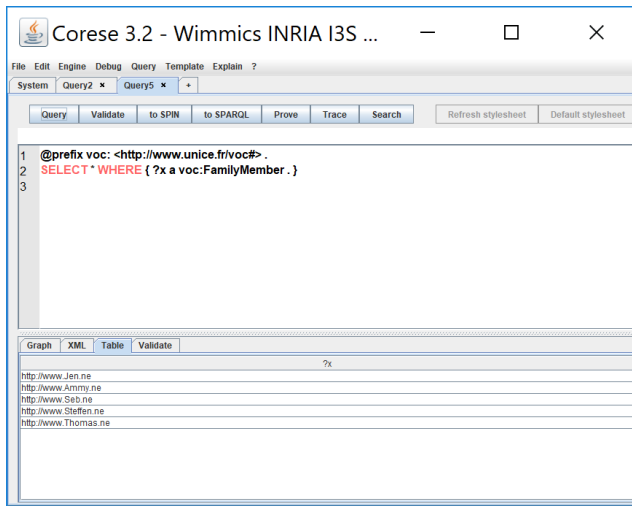 Corese 3.2 - Wimmics INRIA I3S ...
File Edit Engine Debug Query Template Explain ?
System Query2 × Query5 × +
Query Validate to SPIN to SPARQL Prove Trace Search Refresh stylesheet Default stylesheet
1 @prefix voc: <http://www.unice.fr/voc#> .
2 SELECT * WHERE { ?x a voc:FamilyMember . }
3
Graph XML Table Validate
?x
http://www.Jen.ne
http://www.Ammy.ne
http://www.Seb.ne
http://www.Steffen.ne
http://www.Thomas.ne